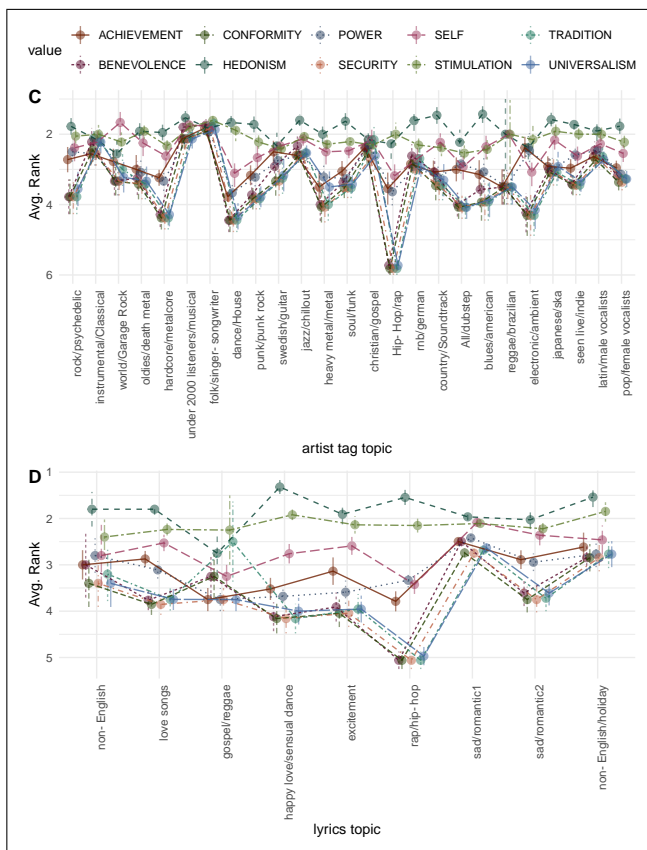 value
ACHIEVEMENT CONFORMITY POWER SELF TRADITION
BENEVOLENCE HEDONISM SECURITY STIMULATION UNIVERSALISM
C
Avg. Rank
2
4
6
rock/psychedelic
instrumental/Classical
world/Garage Rock
oldies/death metal
hardcore/metalcore
under 2000 listeners/musical
folk/singer- songwriter
dance/House
punk/punk rock
swedish/guitar
jazz/chillout
heavy metal/metal
soul/funk
christian/gospel
Hip- Hop/rap
rnb/german
country/Soundtrack
All/dubstep
blues/american
reggae/brazilian
electronic/ambient
japanese/ska
seen live/indie
latin/male vocalists
pop/female vocalists
artist tag topic
D
Avg. Rank
1
2
3
4
5
non- English
love songs
gospel/reggae
happy love/sensual dance
excitement
rap/hip- hop
sad/romantic1
sad/romantic2
non- English/holiday
lyrics topic